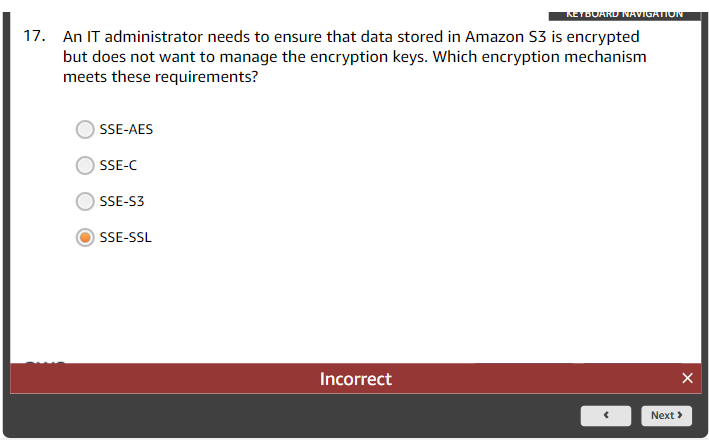 KEYBOARD NAVIGATION
17. An IT administrator needs to ensure that data stored in Amazon S3 is encrypted
but does not want to manage the encryption keys. Which encryption mechanism
meets these requirements?
SSE-AES
SSE-C
SSE-S3
SSE-SSL
Incorrect
Next